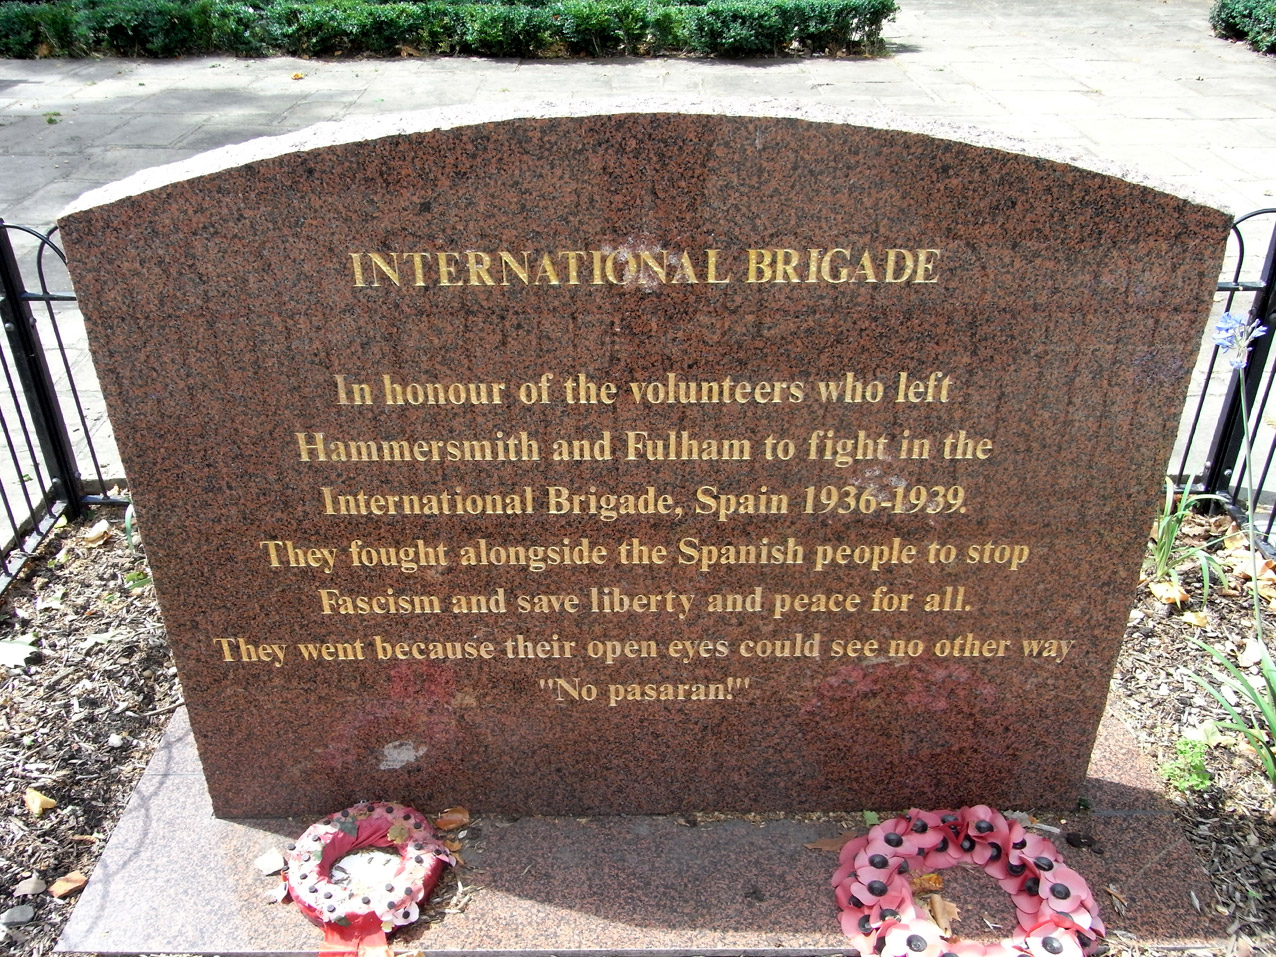 INTERNATIONAL BRIGADE
In honour of the volunteers who left
Hammersmith and Fulham to fight in the
International Brigade, Spain 1936-1939.
They fought alongside the Spanish people to stop
Fascism and save liberty and peace for all.
They went because their open eyes could see no other way
"No pasaran!"